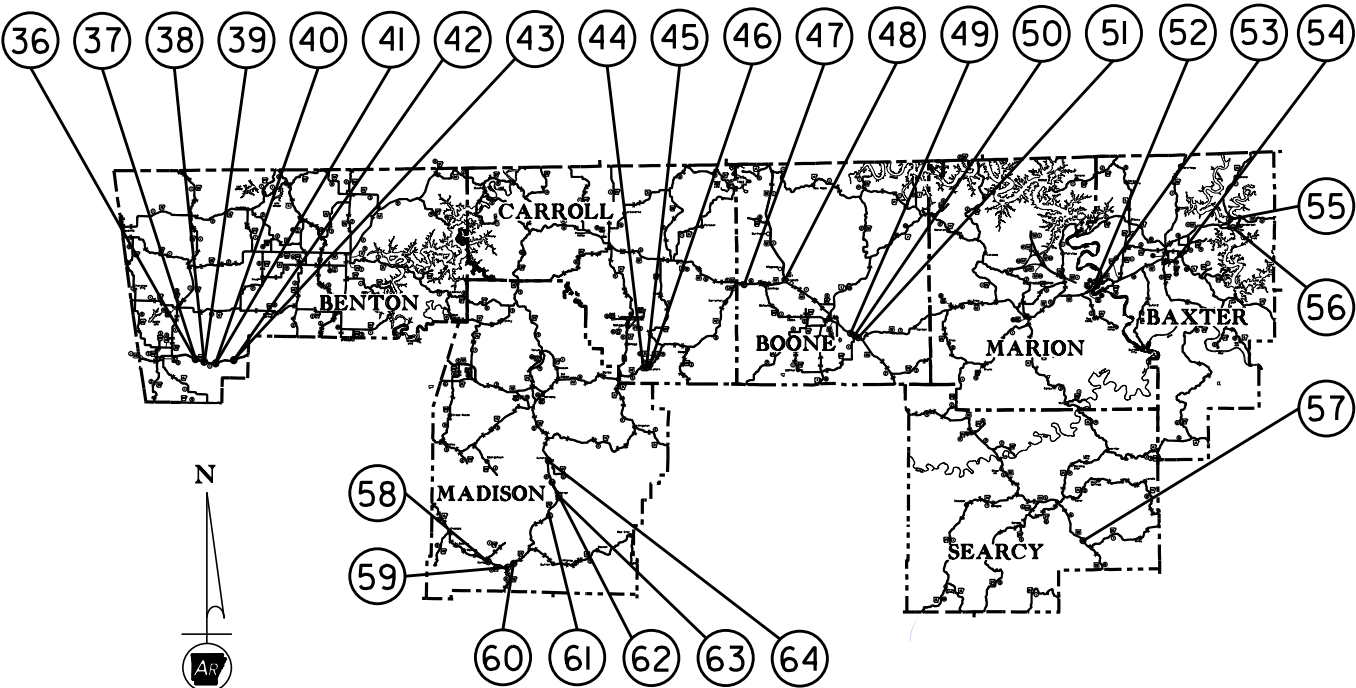 36 37 38 39 40 41 42 43 44 45 46 47 48 49 50 51 52 53 54
55
CARROLL
56
BENTON
BAXTER
BOONE
MARION
57
N
58
MADISON
SEARCY
59
60 61 62 63 64
AR